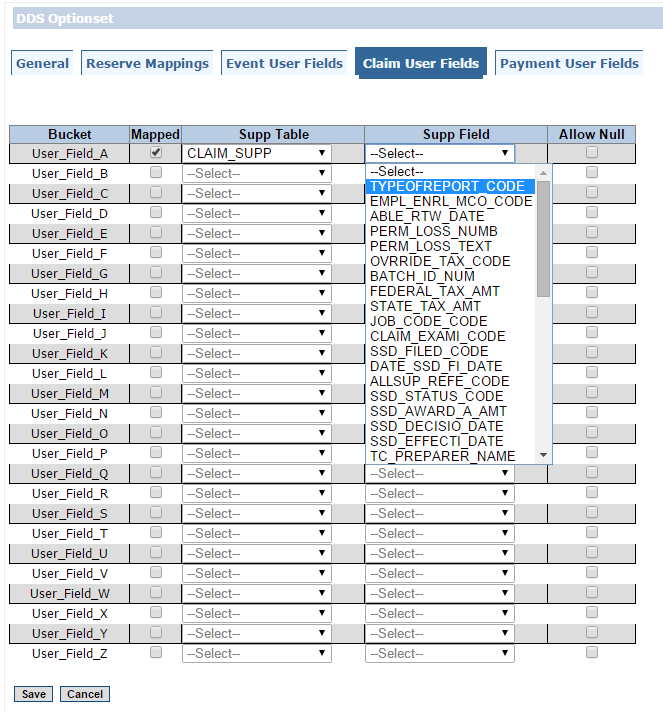 DDS Optionset
General Reserve Mappings Event User Fields Claim User Fields Payment User Fields
Bucket Mapped Supp Table Supp Field Allow Null
User_Field_A CLAIM_SUPP --Select--
User_Field_B --Select-- --Select--
TYPEOFREPORT_CODE
User_Field_C --Select-- EMPL_ENRL_MCO_CODE
User_Field_D --Select-- ABLE_RTW_DATE
User_Field_E --Select-- PERM_LOSS_NUMB
PERM_LOSS_TEXT
User_Field_F --Select-- OVRRIDE_TAX_CODE
User_Field_G --Select-- BATCH_ID_NUM
User_Field_H --Select-- FEDERAL_TAX_AMT
STATE_TAX_AMT
User_Field_I --Select-- JOB_CODE_CODE
User_Field_J --Select-- CLAIM_EXAMI_CODE
User_Field_K --Select-- SSD_FILED_CODE
DATE_SSD_FI_DATE
User_Field_L --Select-- ALLSUP_REFE_CODE
User_Field_M --Select-- SSD_STATUS_CODE
User_Field_N --Select-- SSD_AWARD_A_AMT
SSD_DECISIO_DATE
User_Field_O --Select-- SSD_EFFECTI_DATE
User_Field_P --Select-- TC_PREPARER_NAME
User_Field_Q --Select-- --Select--
User_Field_R --Select-- --Select--
User_Field_S --Select-- --Select--
User_Field_T --Select-- --Select--
User_Field_U --Select-- --Select--
User_Field_V --Select-- --Select--
User_Field_W --Select-- --Select--
User_Field_X --Select-- --Select--
User_Field_Y --Select-- --Select--
User_Field_Z --Select-- --Select--
Save Cancel